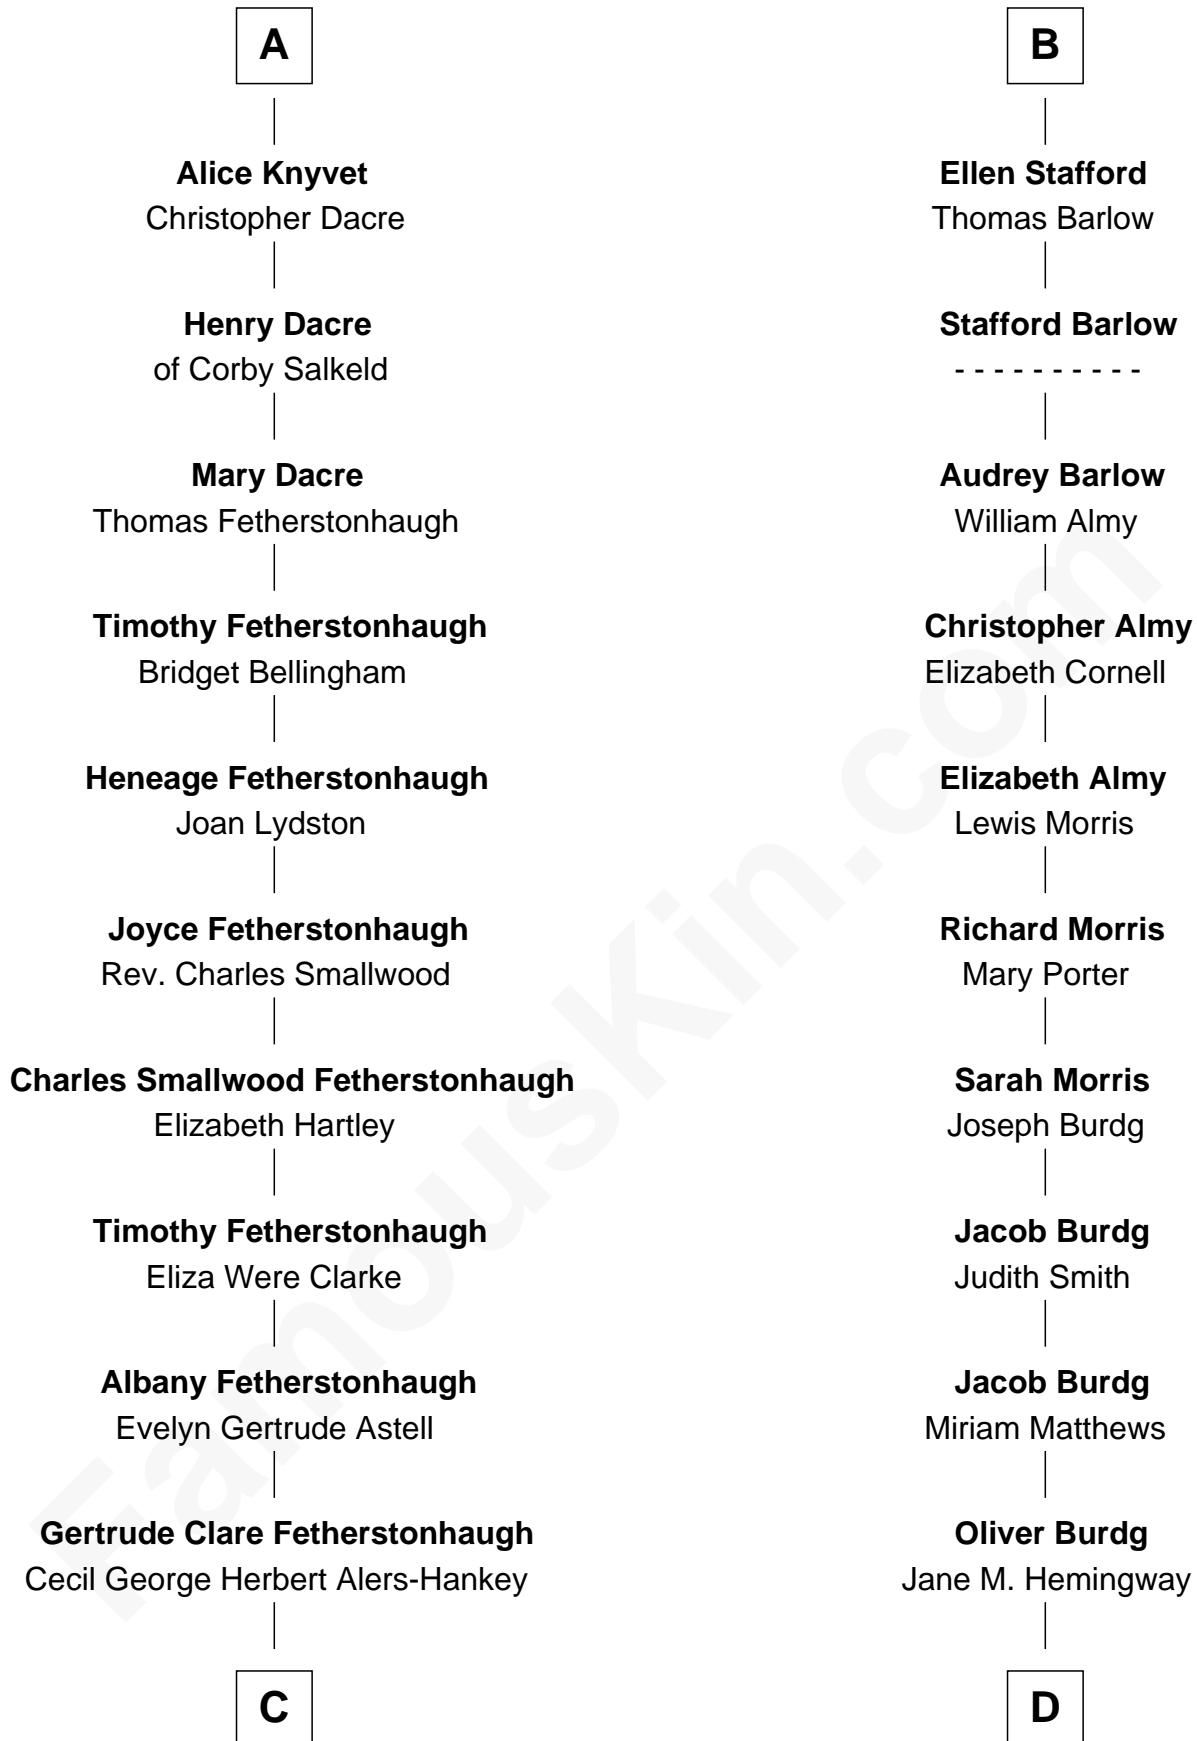 A
Alice Knyvet
Christopher Dacre
Henry Dacre
of Corby Salkeld
Mary Dacre
Thomas Fetherstonhaugh
Timothy Fetherstonhaugh
Bridget Bellingham
Heneage Fetherstonhaugh
Joan Lydston
Joyce Fetherstonhaugh
Rev. Charles Smallwood
Charles Smallwood Fetherstonhaugh
Elizabeth Hartley
Timothy Fetherstonhaugh
Eliza Were Clarke
Albany Fetherstonhaugh
Evelyn Gertrude Astell
Gertrude Clare Fetherstonhaugh
Cecil George Herbert Alers-Hankey
C
B
Ellen Stafford
Thomas Barlow
Stafford Barlow
- - - - - - - - - -
Audrey Barlow
William Almy
Christopher Almy
Elizabeth Cornell
Elizabeth Almy
Lewis Morris
Richard Morris
Mary Porter
Sarah Morris
Joseph Burdg
Jacob Burdg
Judith Smith
Jacob Burdg
Miriam Matthews
Oliver Burdg
Jane M. Hemingway
D
FamousKin.com